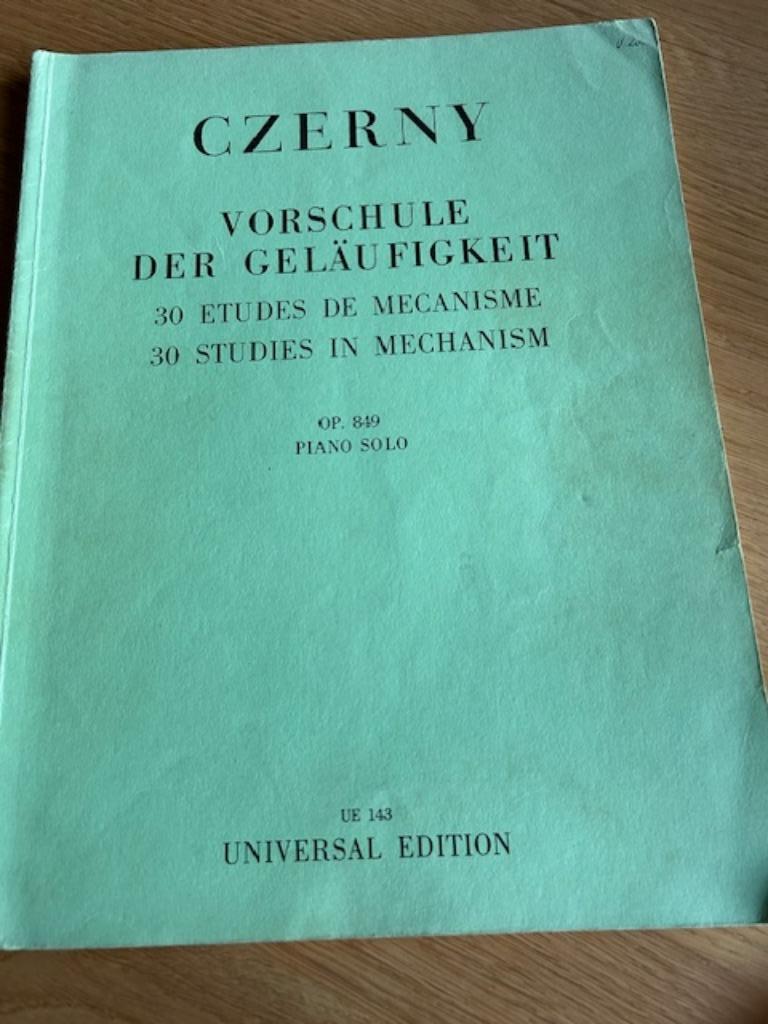 CZERNY
VORSCHULE
DER GELÄUFIGKEIT
30 ETUDES DE MECANISME
30 STUDIES IN MECHANISM
OP. 849
PIANO SOLO
UE 143
UNIVERSAL EDITION